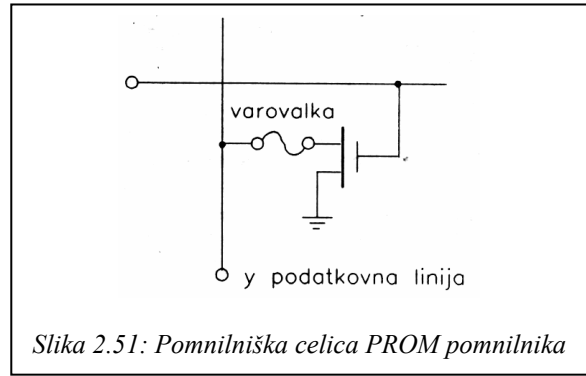 varovalka
y podatkovna linija
Slika 2.51: Pomnilniška celica PROM pomnilnika